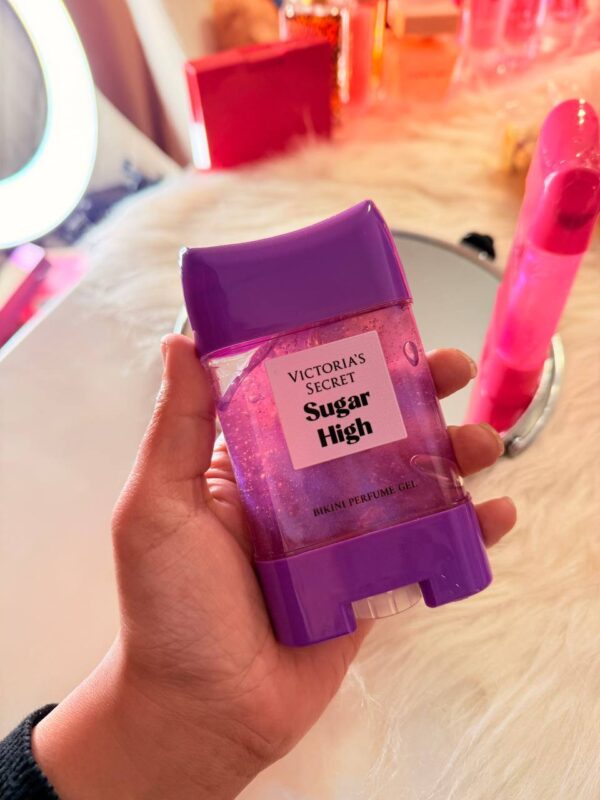 VICTORIA'S
SECRET
Sugar
High
BIKINI PERFUME GEL